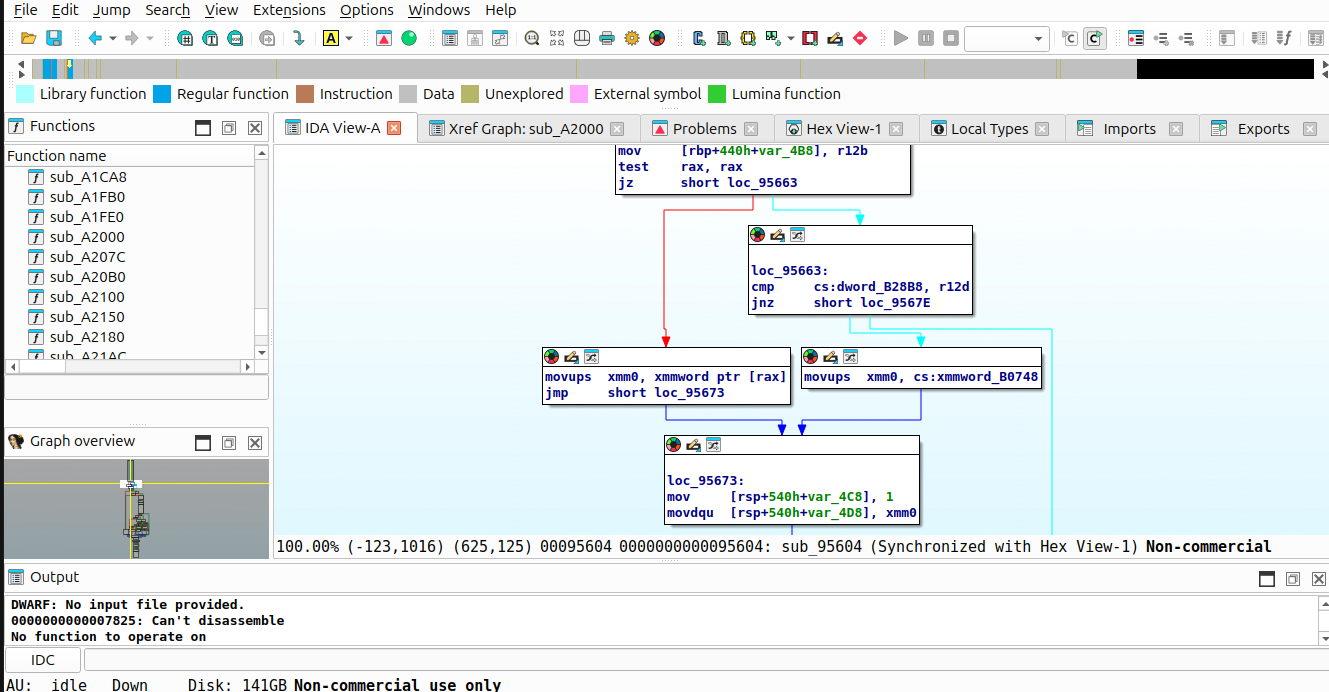 File Edit Jump Search View Extensions Options Windows Help
Library function Regular function Instruction Data Unexplored External symbol Lumina function
Functions
IDA View-A Xref Graph: sub_A2000 Problems Hex View-1 Local Types Imports Exports
Function name
sub_A1CA8
sub_A1FB0
sub_A1FE0
sub_A2000
sub_A207C
sub_A20B0
sub_A2100
sub_A2150
sub_A2180
sub_A21AC
Graph overview
mov [rbp+440h+var_4B8], r12b
test rax, rax
jz short loc_95663
loc_95663:
cmp cs:dword_B28B8, r12d
jnz short loc_9567E
movups xmm0, xmmword ptr [rax]
jmp short loc_95673
movups xmm0, cs:xmmword_B0748
loc_95673:
mov [rsp+540h+var_4C8], 1
movdqu [rsp+540h+var_4D8], xmm0
100.00% (-123,1016) (625,125) 00095604 0000000000095604: sub_95604 (Synchronized with Hex View-1) Non-commercial
Output
DWARF: No input file provided.
0000000000007825: Can't disassemble
No function to operate on
IDC
AU: idle Down Disk: 141GB Non-commercial use only